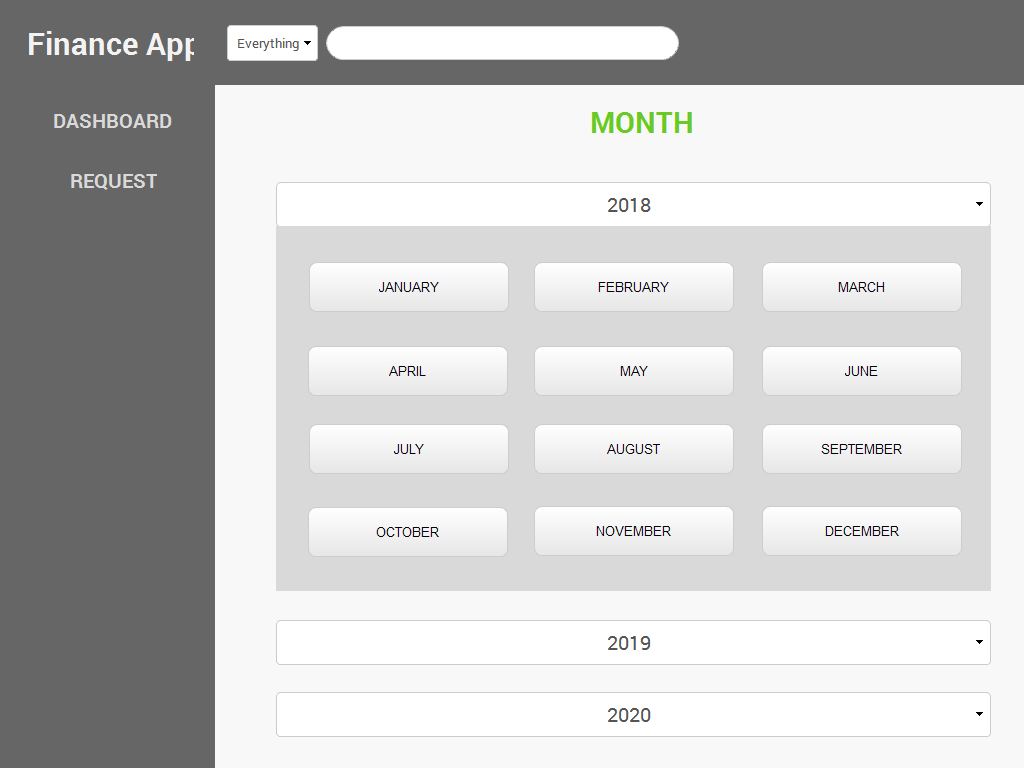 Finance App
Everything
DASHBOARD
REQUEST
MONTH
2018
JANUARY FEBRUARY MARCH
APRIL MAY JUNE
JULY AUGUST SEPTEMBER
OCTOBER NOVEMBER DECEMBER
2019
2020